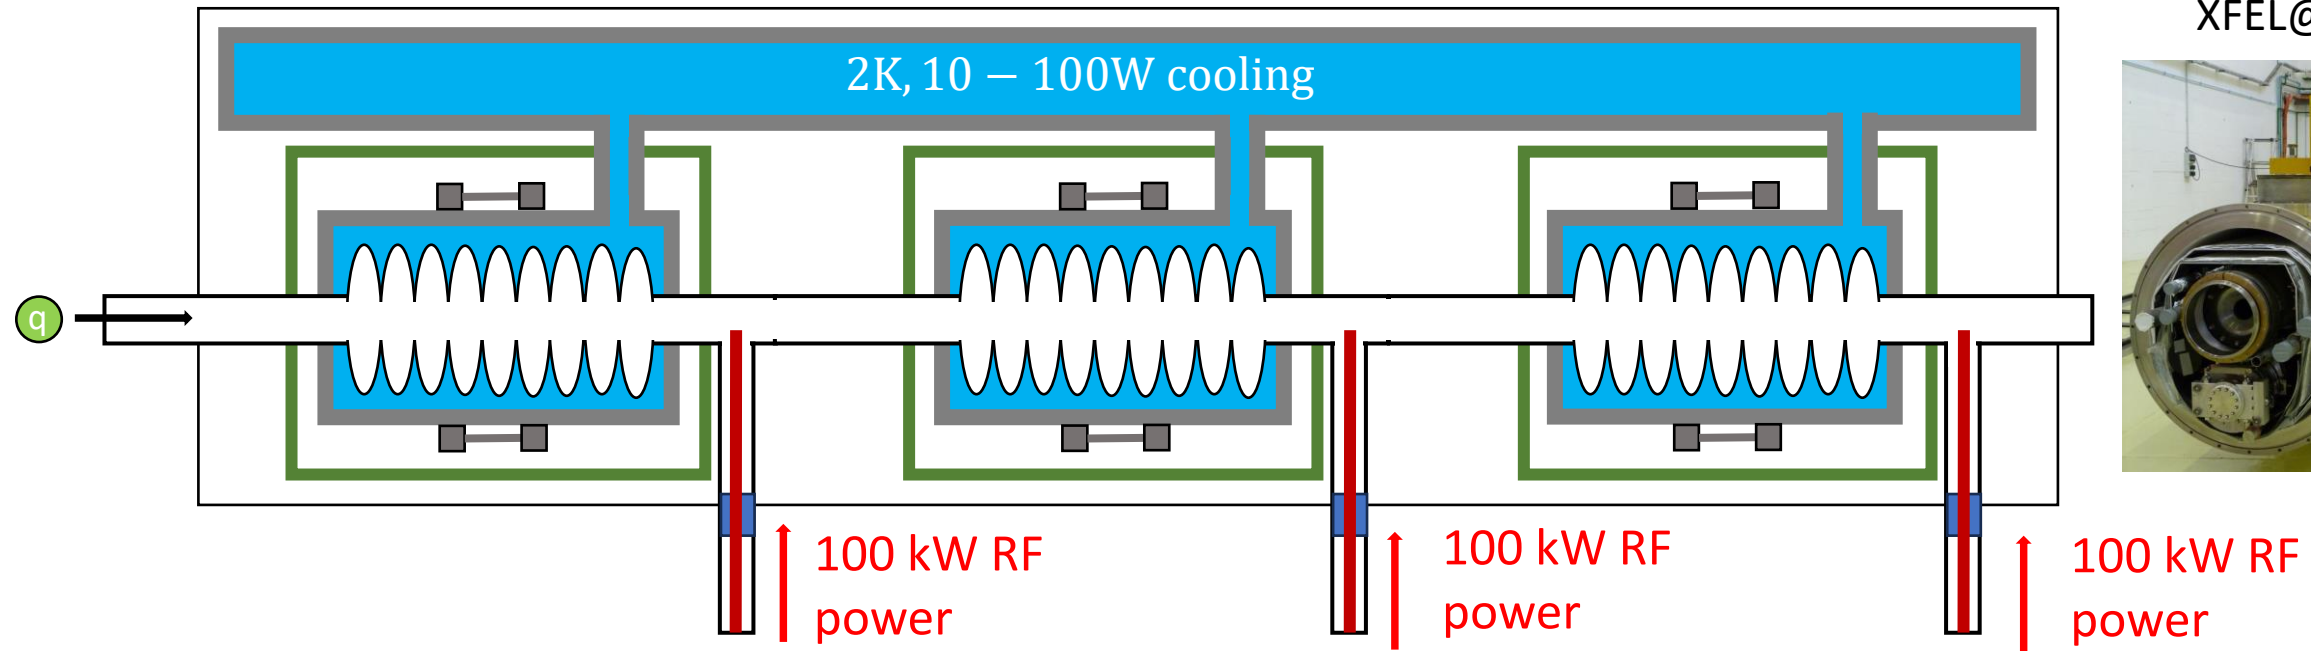 XFEL@
2K, 10 − 100W cooling
q
100 kW RF
power
100 kW RF
power
100 kW RF
power